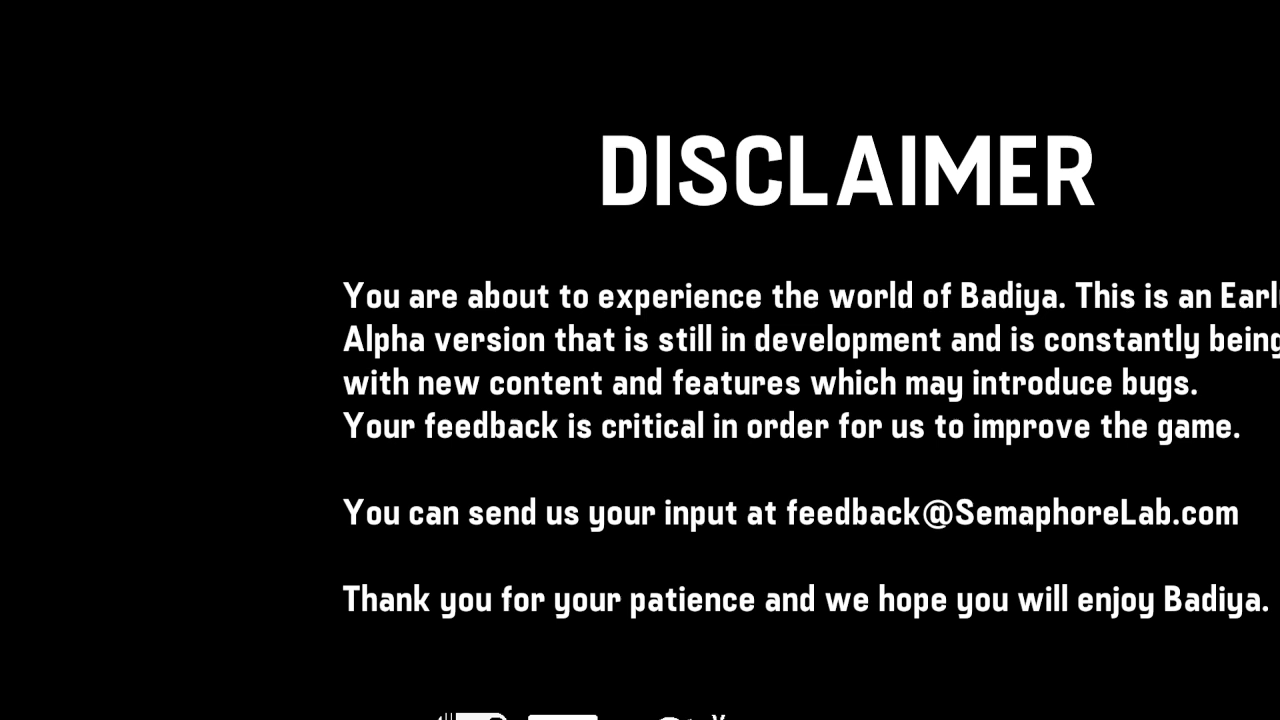 DISCLAIMER
You are about to experience the world of Badiya. This is an
Alpha version that is still in development and is constantly being
with new content and features which may introduce bugs.
Your feedback is critical in order for us to improve the game.
You can send us your input at feedback@SemaphoreLab.com
Thank you for your patience and we hope you will enjoy Badiya.